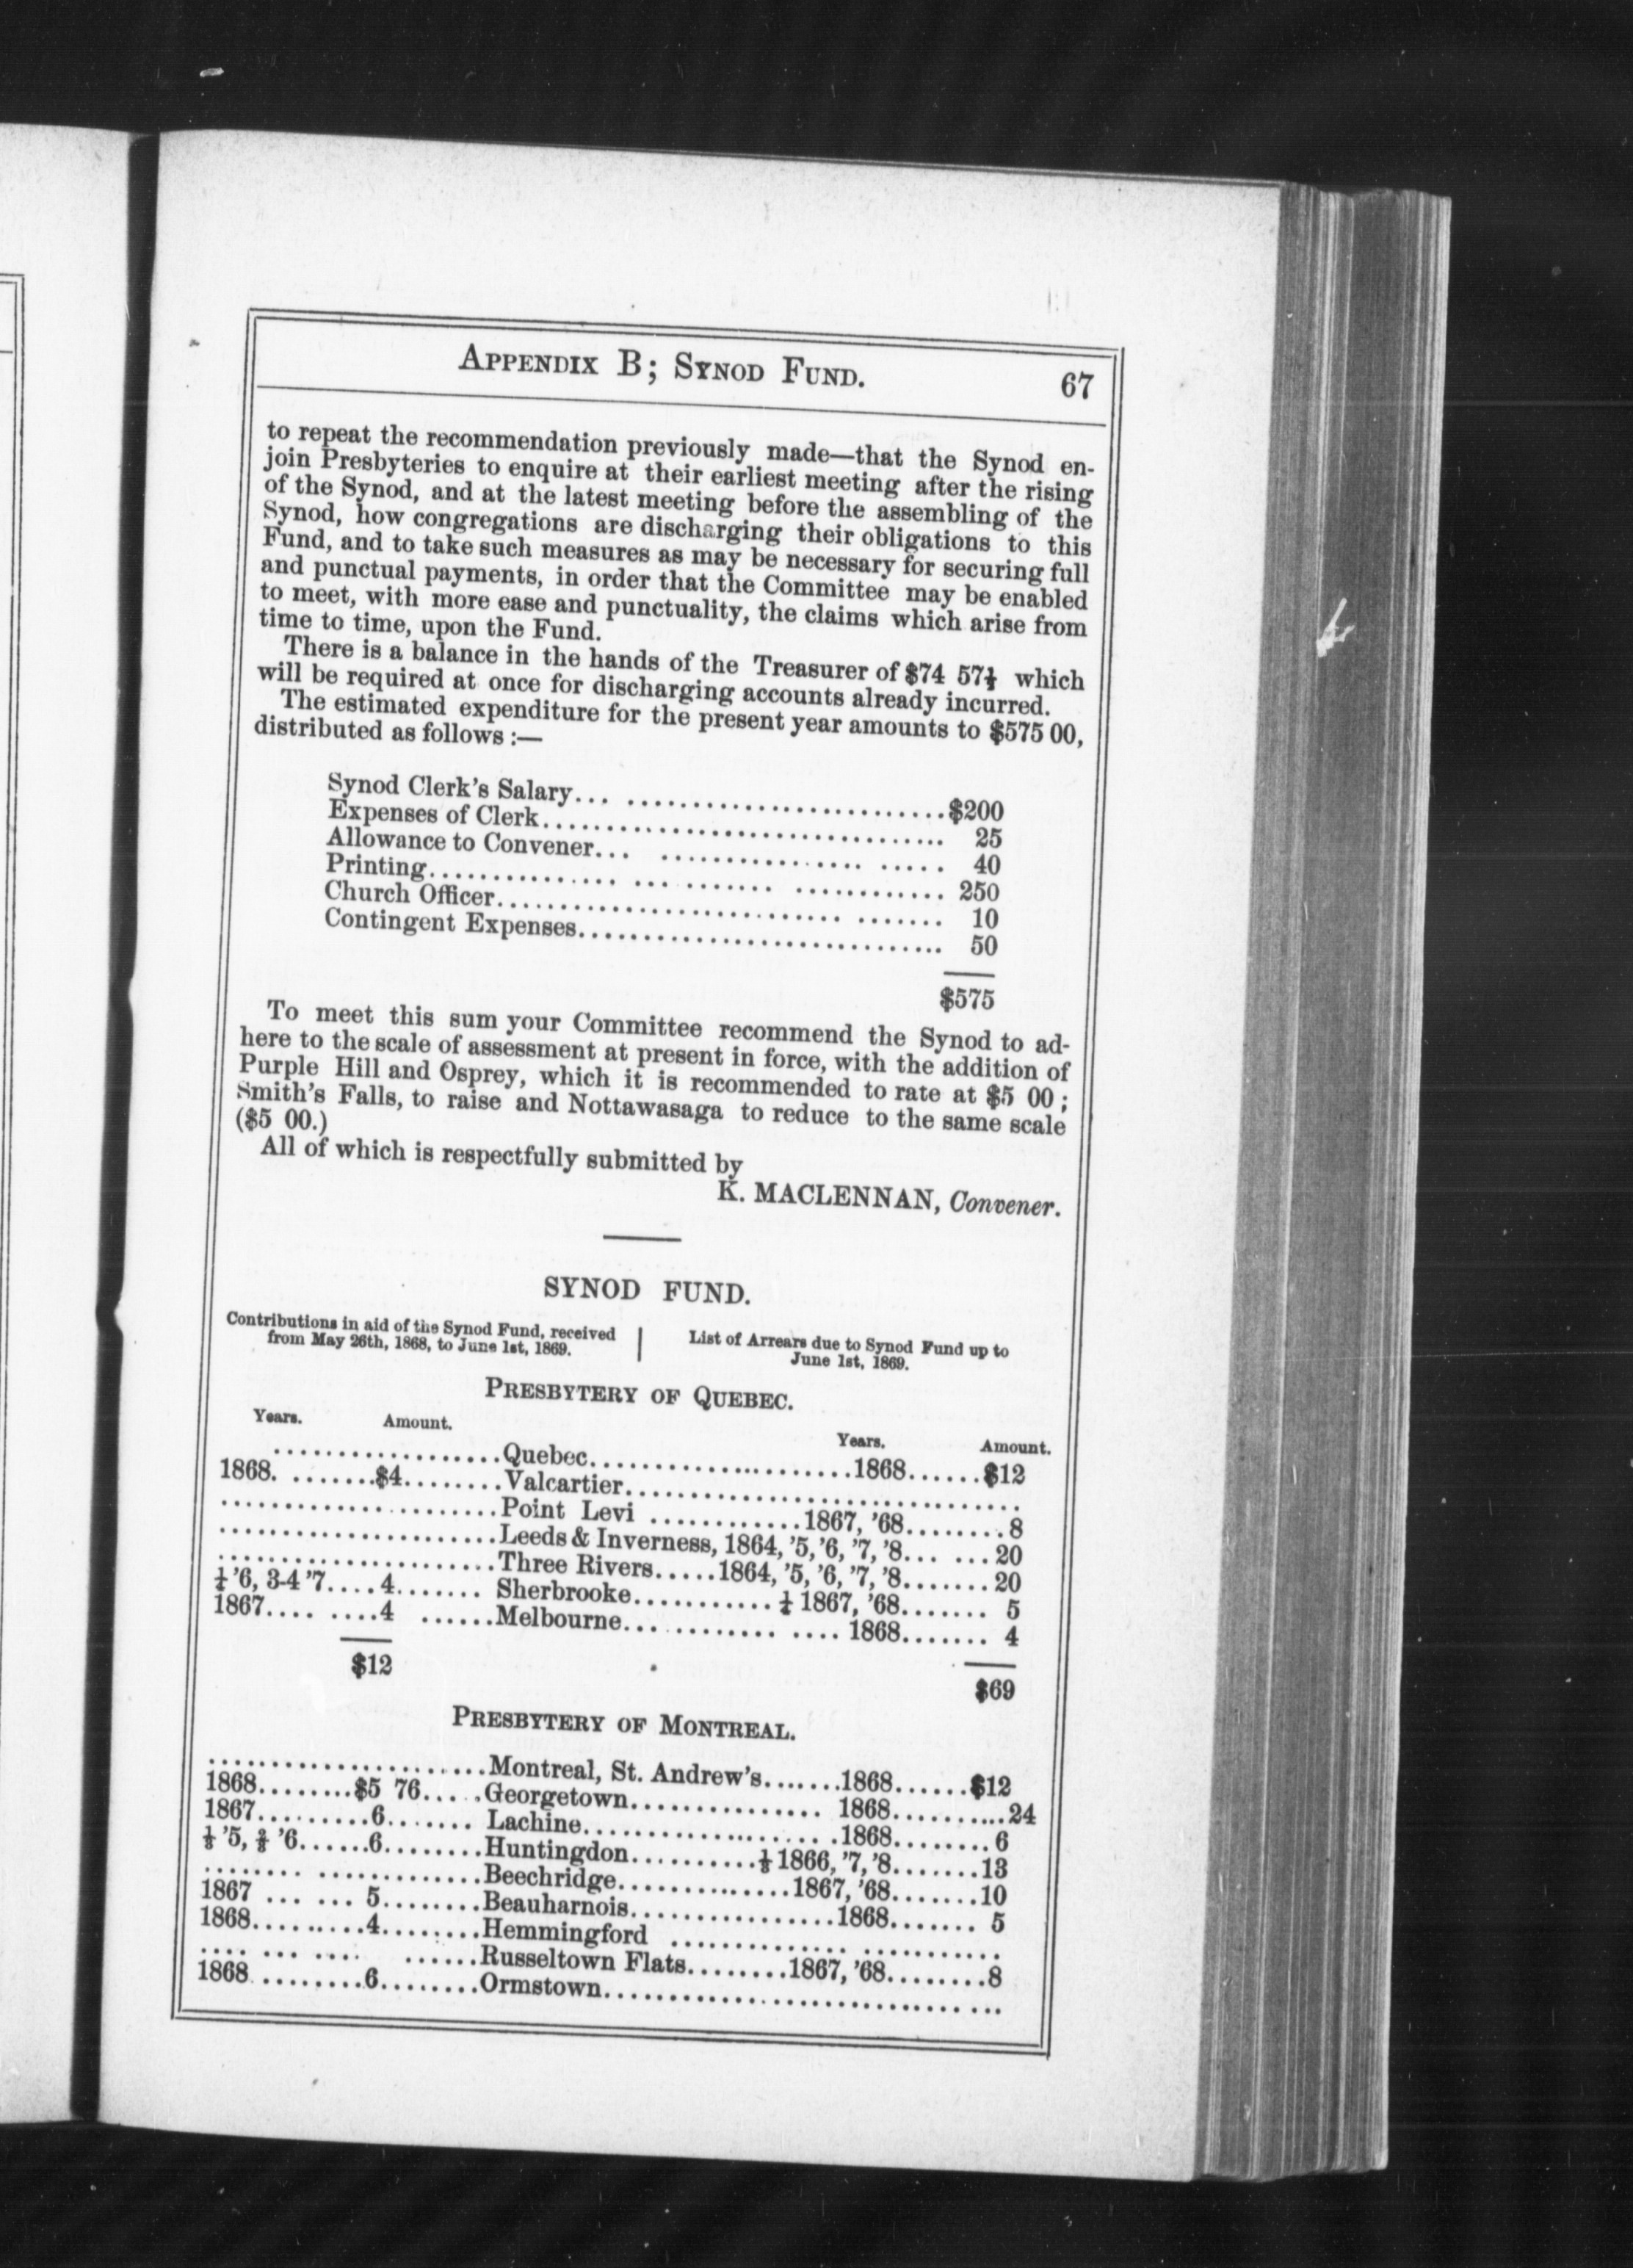 APPENDIX B; SYNOD FUND. 67
to repeat the recommendation previously made—that the Synod en-
join Presbyteries to enquire at their earliest meeting after the rising
of the Synod, and at the latest meeting before the assembling of the
Synod, how congregations are discharging their obligations to this
Fund, and to take such measures as may be necessary for securing full
and punctual payments, in order that the Committee may be enabled
to meet, with more ease and punctuality, the claims which arise from
time to time, upon the Fund.
There is a balance in the hands of the Treasurer of $74 57½ which
will be required at once for discharging accounts already incurred.
The estimated expenditure for the present year amounts to $575 00,
distributed as follows :—
Synod Clerk's Salary... ........................$200
Expenses of Clerk.............................. 25
Allowance to Convener... ................ ..... 40
Printing............... ... ....... ............ 250
Church Officer........................... ....... 10
Contingent Expenses............................ 50
$575
To meet this sum your Committee recommend the Synod to ad-
here to the scale of assessment at present in force, with the addition of
Purple Hill and Osprey, which it is recommended to rate at $5 00 ;
Smith's Falls, to raise and Nottawasaga to reduce to the same scale
($5 00.)
All of which is respectfully submitted by
K. MACLENNAN, Convener.
SYNOD FUND.
Contributions in aid of the Synod Fund, received
from May 26th, 1868, to June 1st, 1869.
List of Arrears due to Synod Fund up to
June 1st, 1869.
PRESBYTERY OF QUEBEC.
Years. Amount. Years. Amount.
..................Quebec....................1868......$12
1868. .......$4........Valcartier..............................
......................Point Levi ............1867, '68........8
......................Leeds & Inverness, 1864, '5, '6, '7, '8... ...20
......................Three Rivers.....1864, '5, '6, '7, '8.......20
¼ '6, 3-4 '7....4....... Sherbrooke...........¼ 1867, '68....... 5
1867.... ....4 ......Melbourne............ .... 1868....... 4
$12 $69
PRESBYTERY OF MONTREAL.
......................Montreal, St. Andrew's.......1868......$12
1868........$5 76.....Georgetown............... 1868..........24
1867.........6....... Lachine....................1868........6
⅓ '5, ⅔ '6......6........Huntingdon..........⅓ 1866, '7, '8.......13
........ .............Beechridge..............1867, '68.......10
1867 ... ... 5........Beauharnois................1868....... 5
1868.........4........Hemmingford .............. ...........
.... ... .... ......Russeltown Flats........1867, '68........8
1868.........6........Ormstown...............................